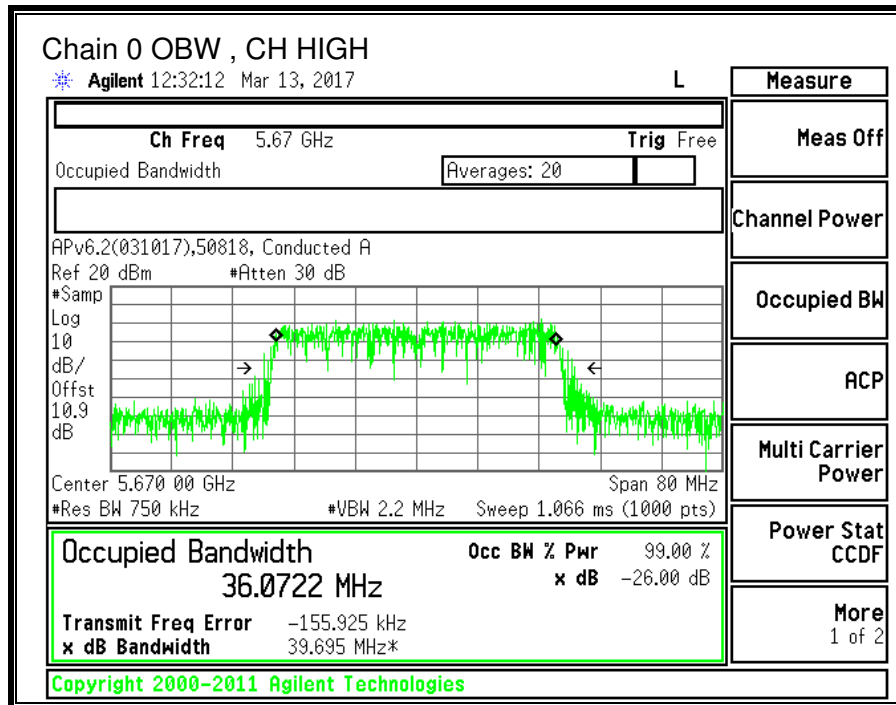 Chain 0 OBW , CH HIGH
Agilent 12:32:12 Mar 13, 2017 L
Measure
Ch Freq 5.67 GHz Trig Free
Meas Off
Occupied Bandwidth Averages: 20
Channel Power
APv6.2(031017),50818, Conducted A
Ref 20 dBm #Atten 30 dB
#Samp
Log
10
dB/
Offst
10.9
dB
Occupied BW
ACP
Center 5.670 00 GHz Span 80 MHz
#Res BW 750 kHz #VBW 2.2 MHz Sweep 1.066 ms (1000 pts)
Multi Carrier
Power
Occupied Bandwidth Occ BW % Pwr 99.00 %
36.0722 MHz x dB -26.00 dB
Power Stat
CCDF
Transmit Freq Error -155.925 kHz
x dB Bandwidth 39.695 MHz*
More
1 of 2
Copyright 2000-2011 Agilent Technologies